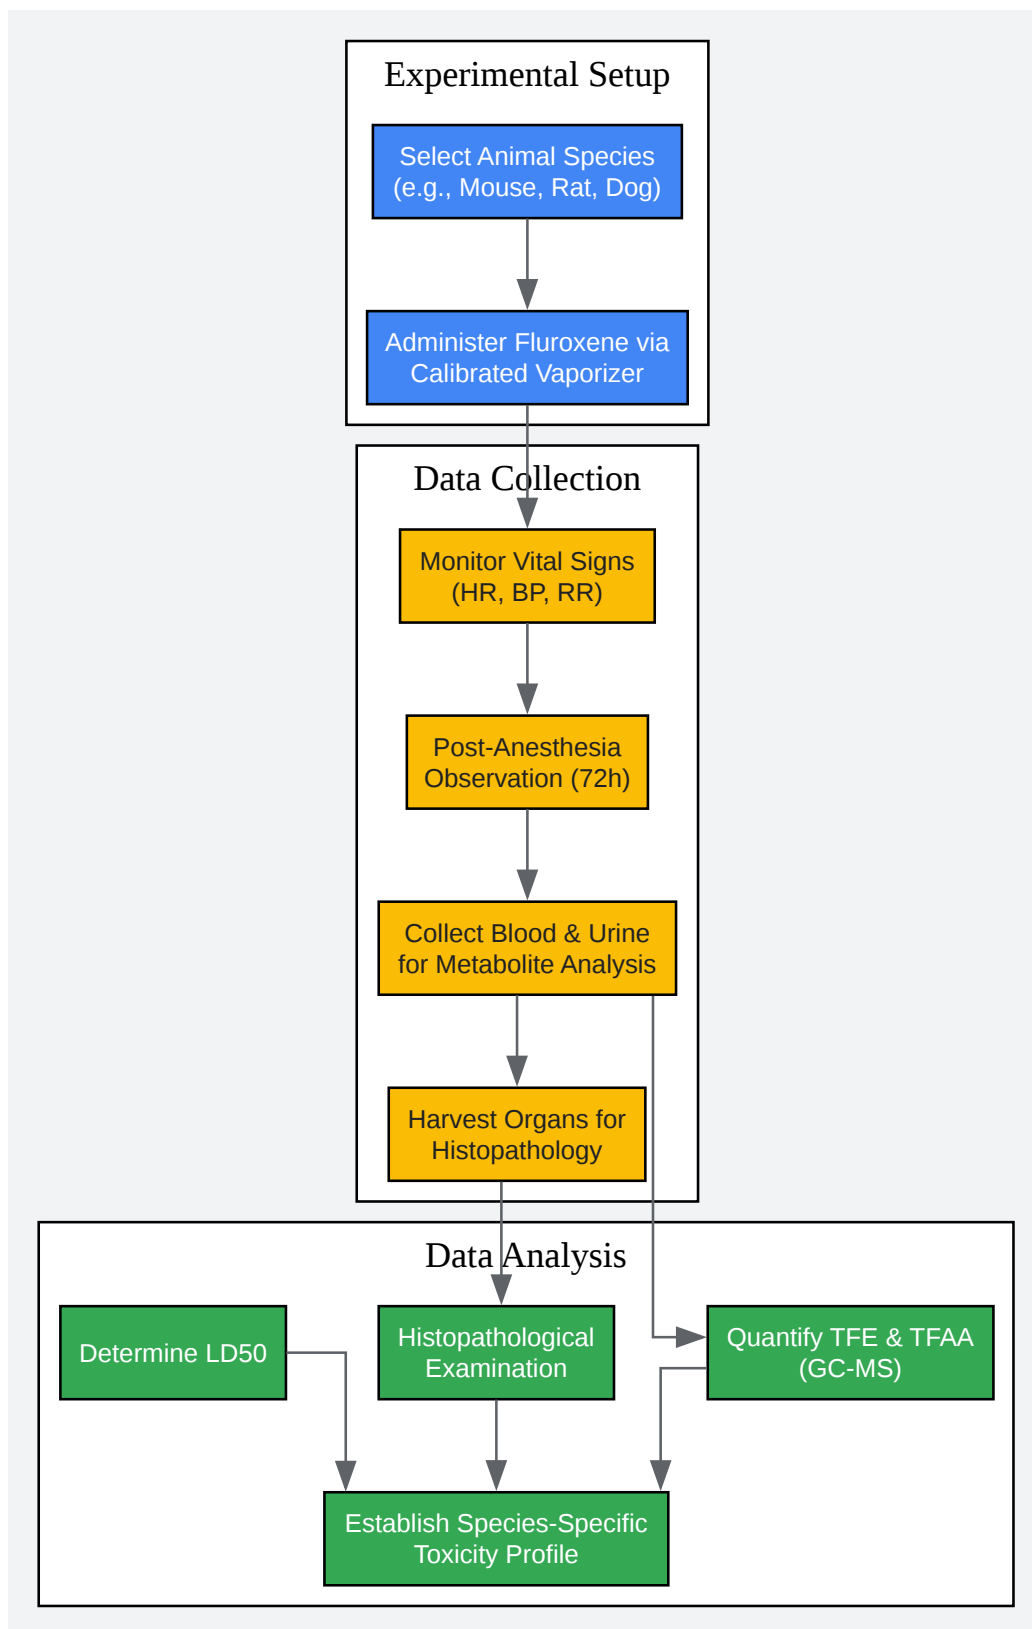 Experimental Setup
Select Animal Species
(e.g., Mouse, Rat, Dog)
Administer Fluroxene via
Calibrated Vaporizer
Data Collection
Monitor Vital Signs
(HR, BP, RR)
Post-Anesthesia
Observation (72h)
Collect Blood & Urine
for Metabolite Analysis
Harvest Organs for
Histopathology
Data Analysis
Determine LD50
Histopathological
Examination
Quantify TFE & TFAA
(GC-MS)
Establish Species-Specific
Toxicity Profile